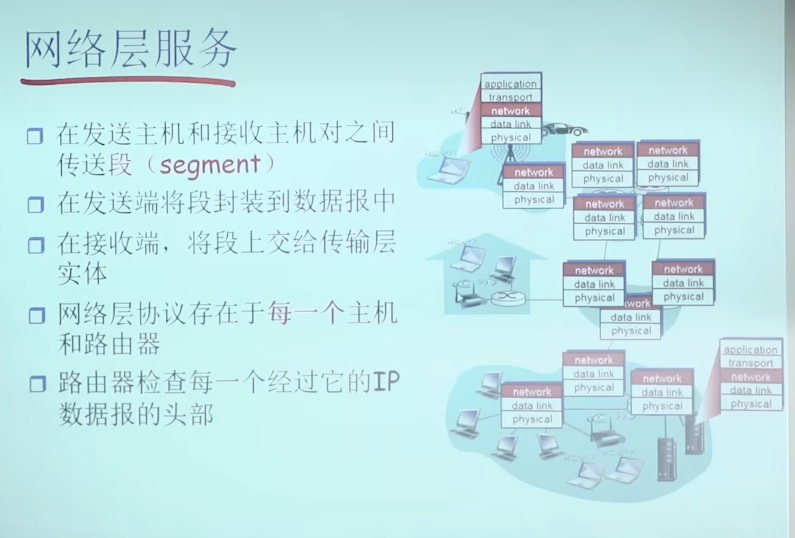 网络层服务
在发送主机和接收主机对之间
传送段（segment）
在发送端将段封装到数据报中
在接收端，将段上交给传输层
实体
网络层协议存在于每一个主机
和路由器
路由器检查每一个经过它的IP
数据报的头部
application
transport
network
data link
physical
network
data link
physical
network
data link
physical
network
data link
physical
network
data link
physical
network
data link
physical
network
data link
physical
network
data link
physical
work
data link
physical
network
data link
physical
network
data link
physical
network
data link
physical
application
transport
network
data link
physical